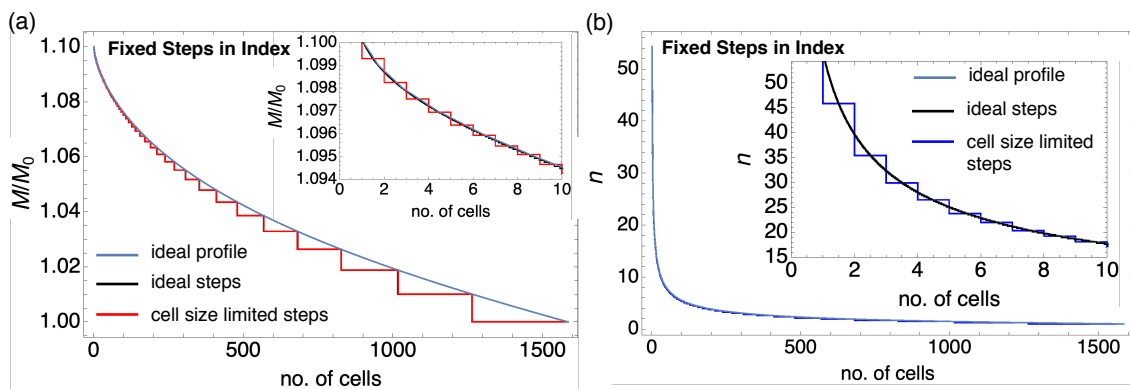 (a)
Fixed Steps in Index
M/M0
1.10
1.08
1.06
1.04
1.02
1.00
0
500
1000
1500
no. of cells
ideal profile
ideal steps
cell size limited steps
M/M0
1.100
1.099
1.098
1.097
1.096
1.095
1.094
0
2
4
6
8
10
no. of cells
(b)
Fixed Steps in Index
n
50
40
30
20
10
0
0
500
1000
1500
no. of cells
n
50
45
40
35
30
25
20
15
0
2
4
6
8
10
no. of cells
ideal profile
ideal steps
cell size limited
steps